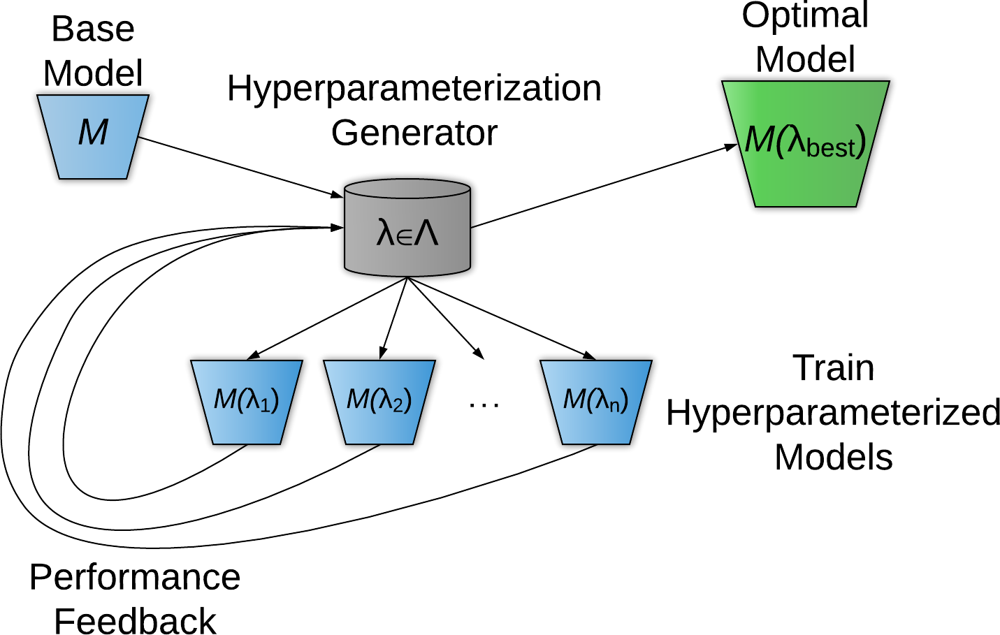 Base
Model
M
Hyperparameterization
Generator
λ∈Λ
Optimal
Model
M(λbest)
M(λ1)
M(λ2)
...
M(λn)
Train
Hyperparameterized
Models
Performance
Feedback